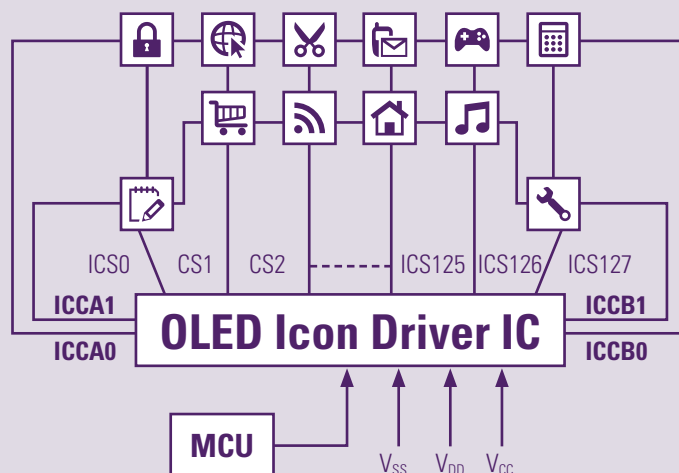 ICS0 CS1 CS2 ICS125 ICS126 ICS127
ICCA1 ICCB1
OLED Icon Driver IC
ICCA0 ICCB0
MCU
VSS VDD VCC